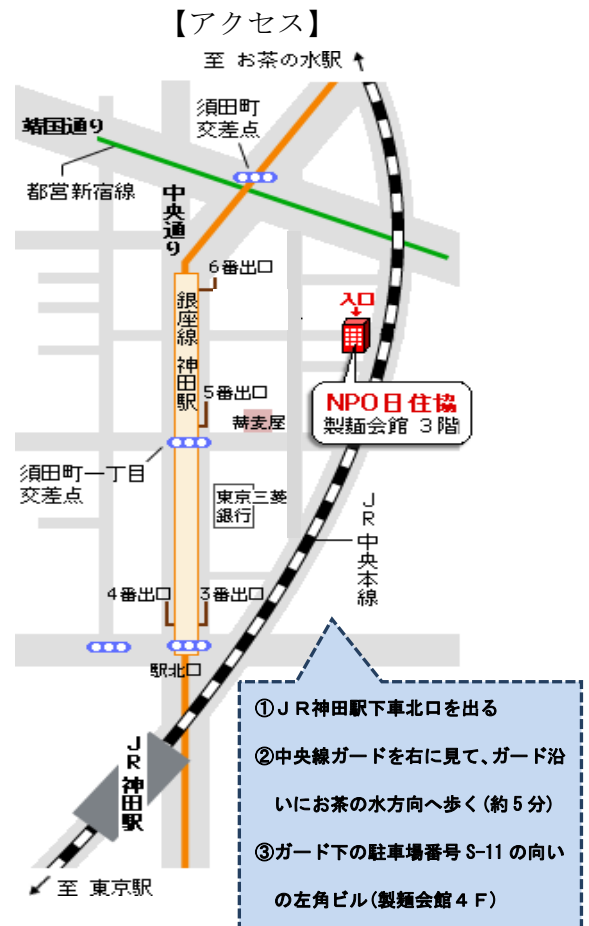 【アクセス】
至 お茶の水駅
須田町
交差点
靖国通り
都営新宿線
中央通り
6番出口
銀座線 神田駅
入口
5番出口
蕎麦屋
NPO日住協
製麺会館 3階
須田町一丁目
交差点
東京三菱
銀行
JR 中央本線
4番出口
3番出口
駅北口
JR 神田駅
至 東京駅
①JR神田駅下車北口を出る
②中央線ガードを右に見て、ガード沿
いにお茶の水方向へ歩く(約5分)
③ガード下の駐車場番号S-11の向い
の左角ビル(製麺会館4F)